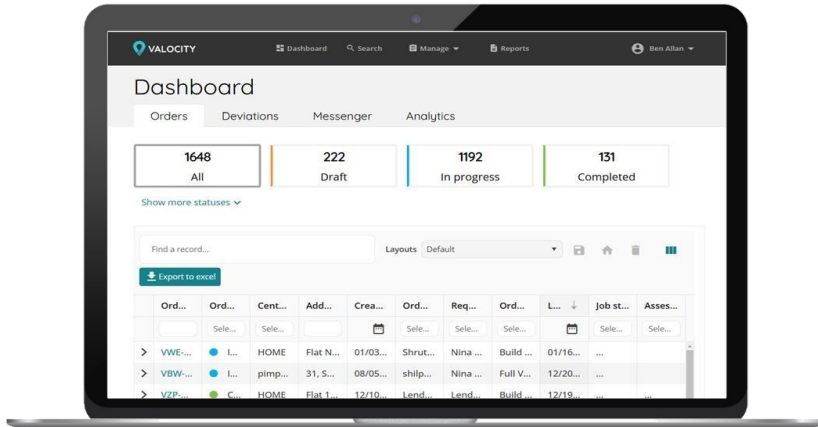 VALOCITY Dashboard Search Manage Reports Ben Allan
Dashboard
Orders Deviations Messenger Analytics
1648 222 1192 131
All Draft In progress Completed
Show more statuses
Find a record... Layouts Default
Export to excel
Ord... Ord... Cent... Add... Crea... Ord... Req... Ord... L... Job st... Asses...
Sele... Sele... Sele... Sele... Sele... Sele... Sele...
VWE-... I... HOME Flat N... 01/03... Shrut... Nina ... Build ... 01/16... ...
VBW-... I... pimp... 31, S... 08/05... shilp... Nina ... Full V... 12/20... ...
VZP-... C... HOME Flat 1... 12/10... Lend... Lend... Build ... 12/19... ... ...